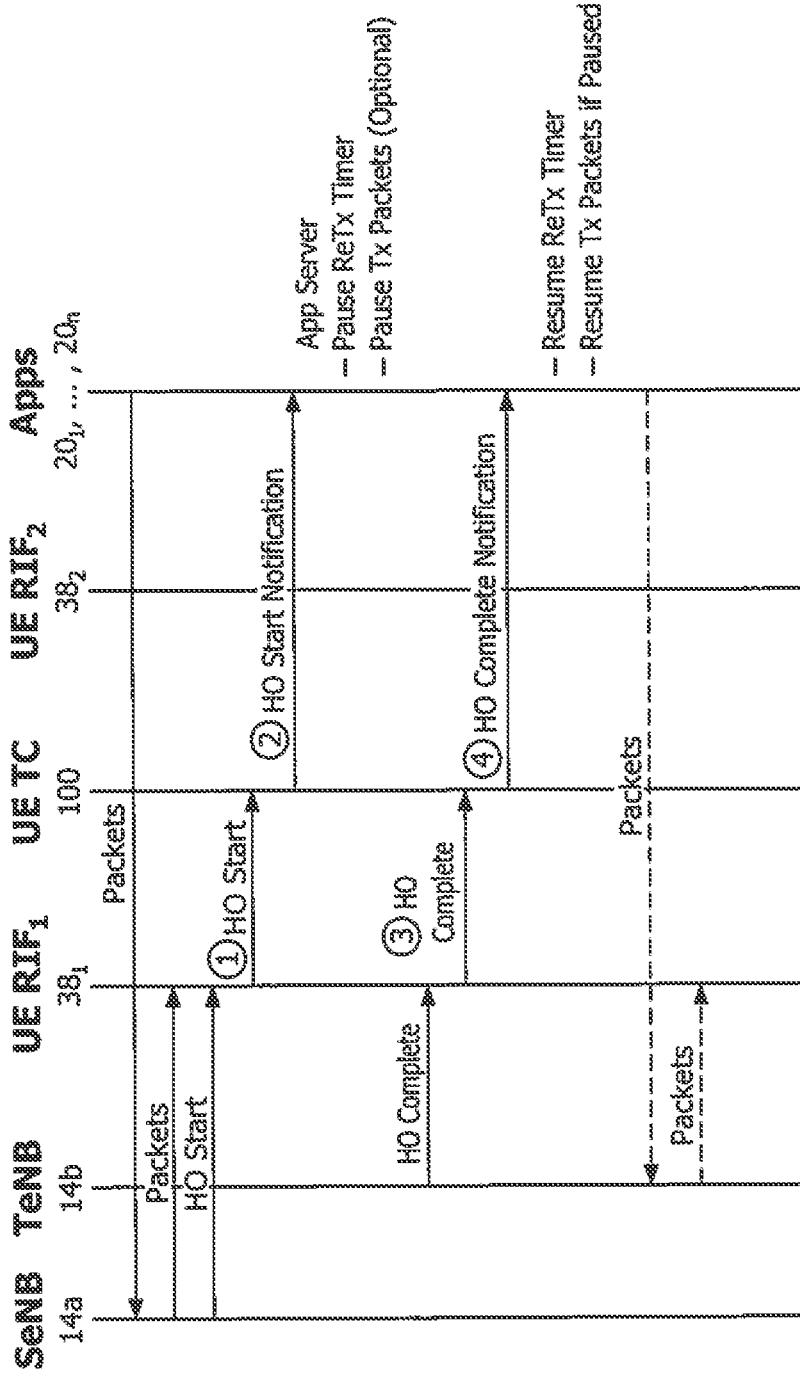 SeNB TeNB UE RIF1 UE TC UE RIF2 Apps
14a 14b 38₁ 100 38₂ 20₁, ... , 20ₙ
Packets
Packets
HO Start
① HO Start
② HO Start Notification
App Server
– Pause ReTx Timer
– Pause Tx Packets (Optional)
HO Complete
③ HO
Complete
④ HO Complete Notification
– Resume ReTx Timer
– Resume Tx Packets if Paused
Packets
Packets